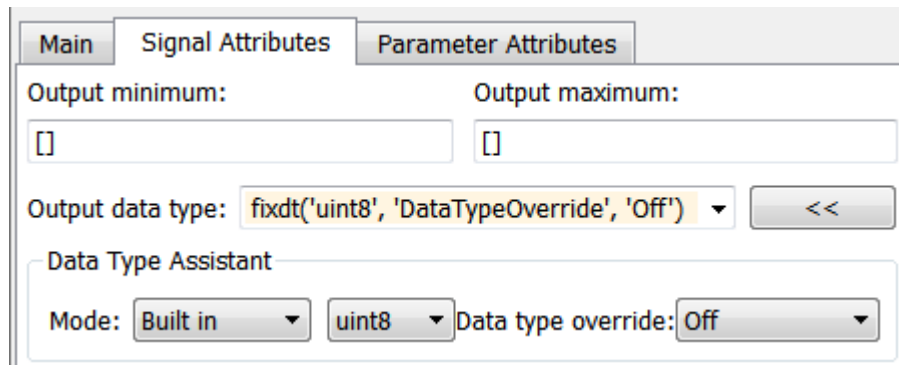 Main Signal Attributes Parameter Attributes
Output minimum: Output maximum:
[] []
Output data type: fixdt('uint8', 'DataTypeOverride', 'Off') <<
Data Type Assistant
Mode: Built in uint8 Data type override: Off